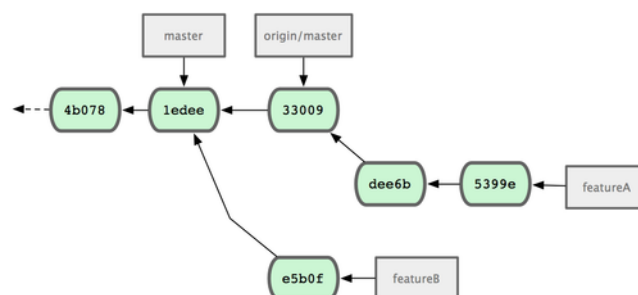 master
origin/master
4b078
1edee
33009
dee6b
5399e
featureA
e5b0f
featureB